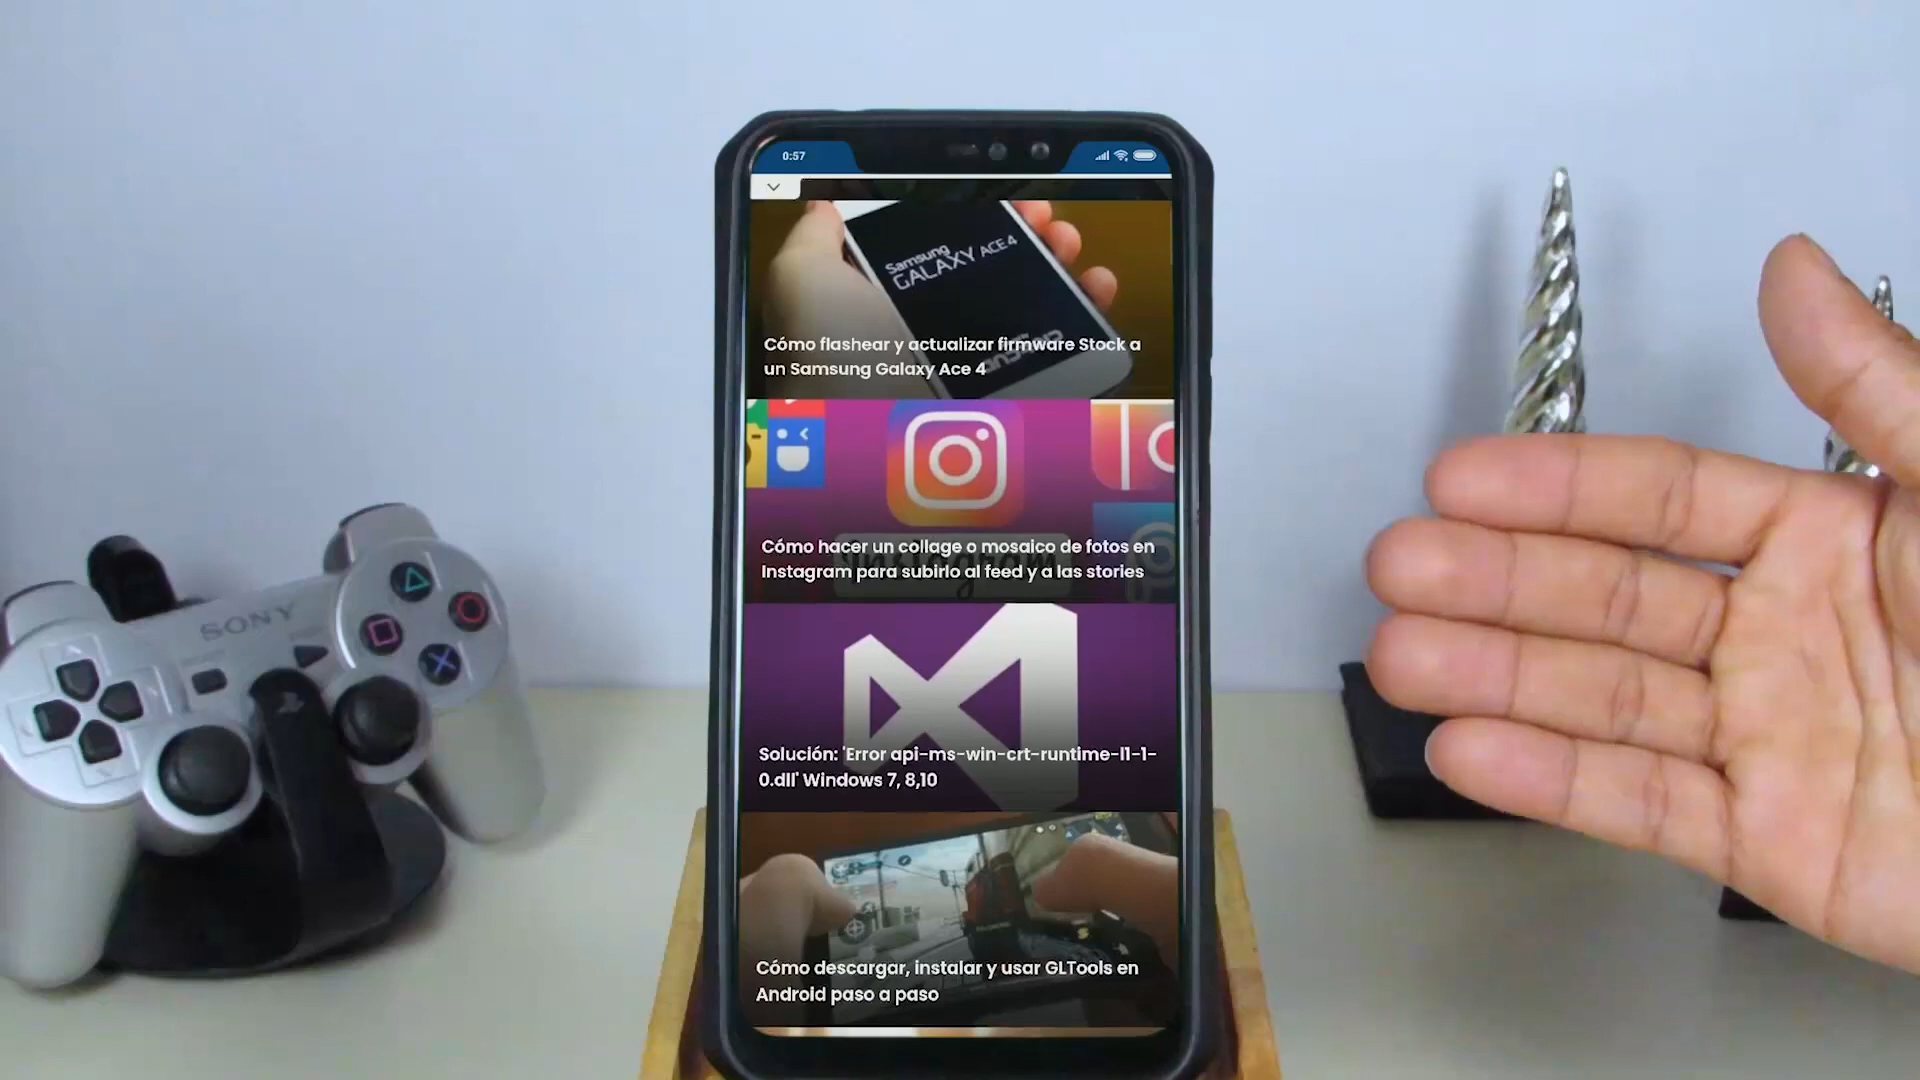 0:57
Samsung
GALAXY ACE 4
Cómo flashear y actualizar firmware Stock a
un Samsung Galaxy Ace 4
Cómo hacer un collage o mosaico de fotos en
Instagram para subirlo al feed y a las stories
Instagram
SONY
Solución: 'Error api-ms-win-crt-runtime-l1-1-
0.dll' Windows 7, 8,10
Cómo descargar, instalar y usar GLTools en
Android paso a paso